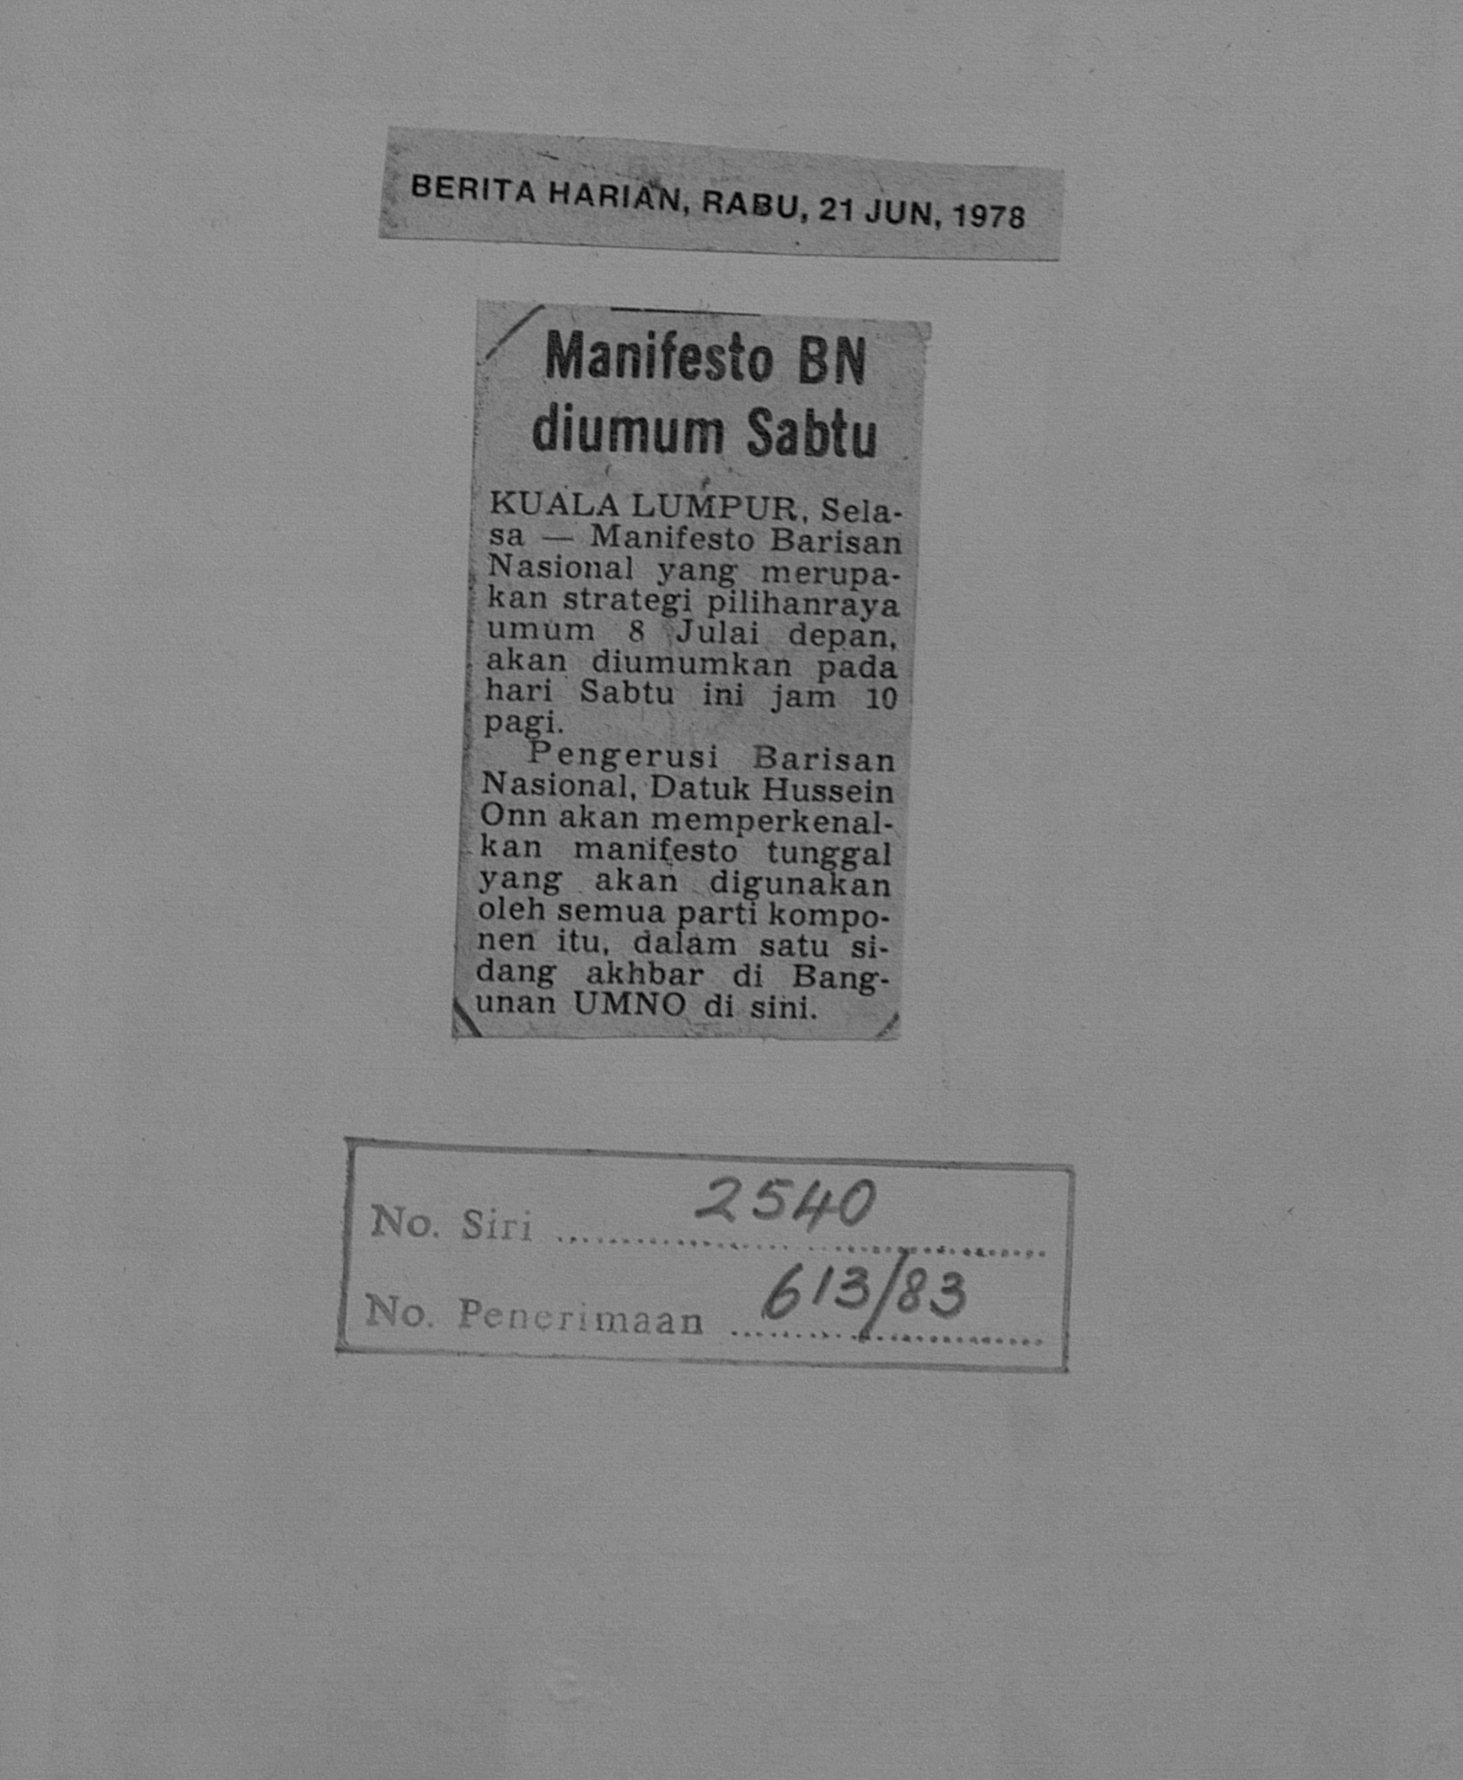 BERITA HARIAN, RABU, 21 JUN, 1978
Manifesto BN
diumum Sabtu
KUALA LUMPUR, Sela-
sa — Manifesto Barisan
Nasional yang merupa-
kan strategi pilihanraya
umum 8 Julai depan,
akan diumumkan pada
hari Sabtu ini jam 10
pagi.
Pengerusi Barisan
Nasional, Datuk Hussein
Onn akan memperkenal-
kan manifesto tunggal
yang akan digunakan
oleh semua parti kompo-
nen itu, dalam satu si-
dang akhbar di Bang-
unan UMNO di sini.
No. Siri 2540
No. Penerimaan 613/83